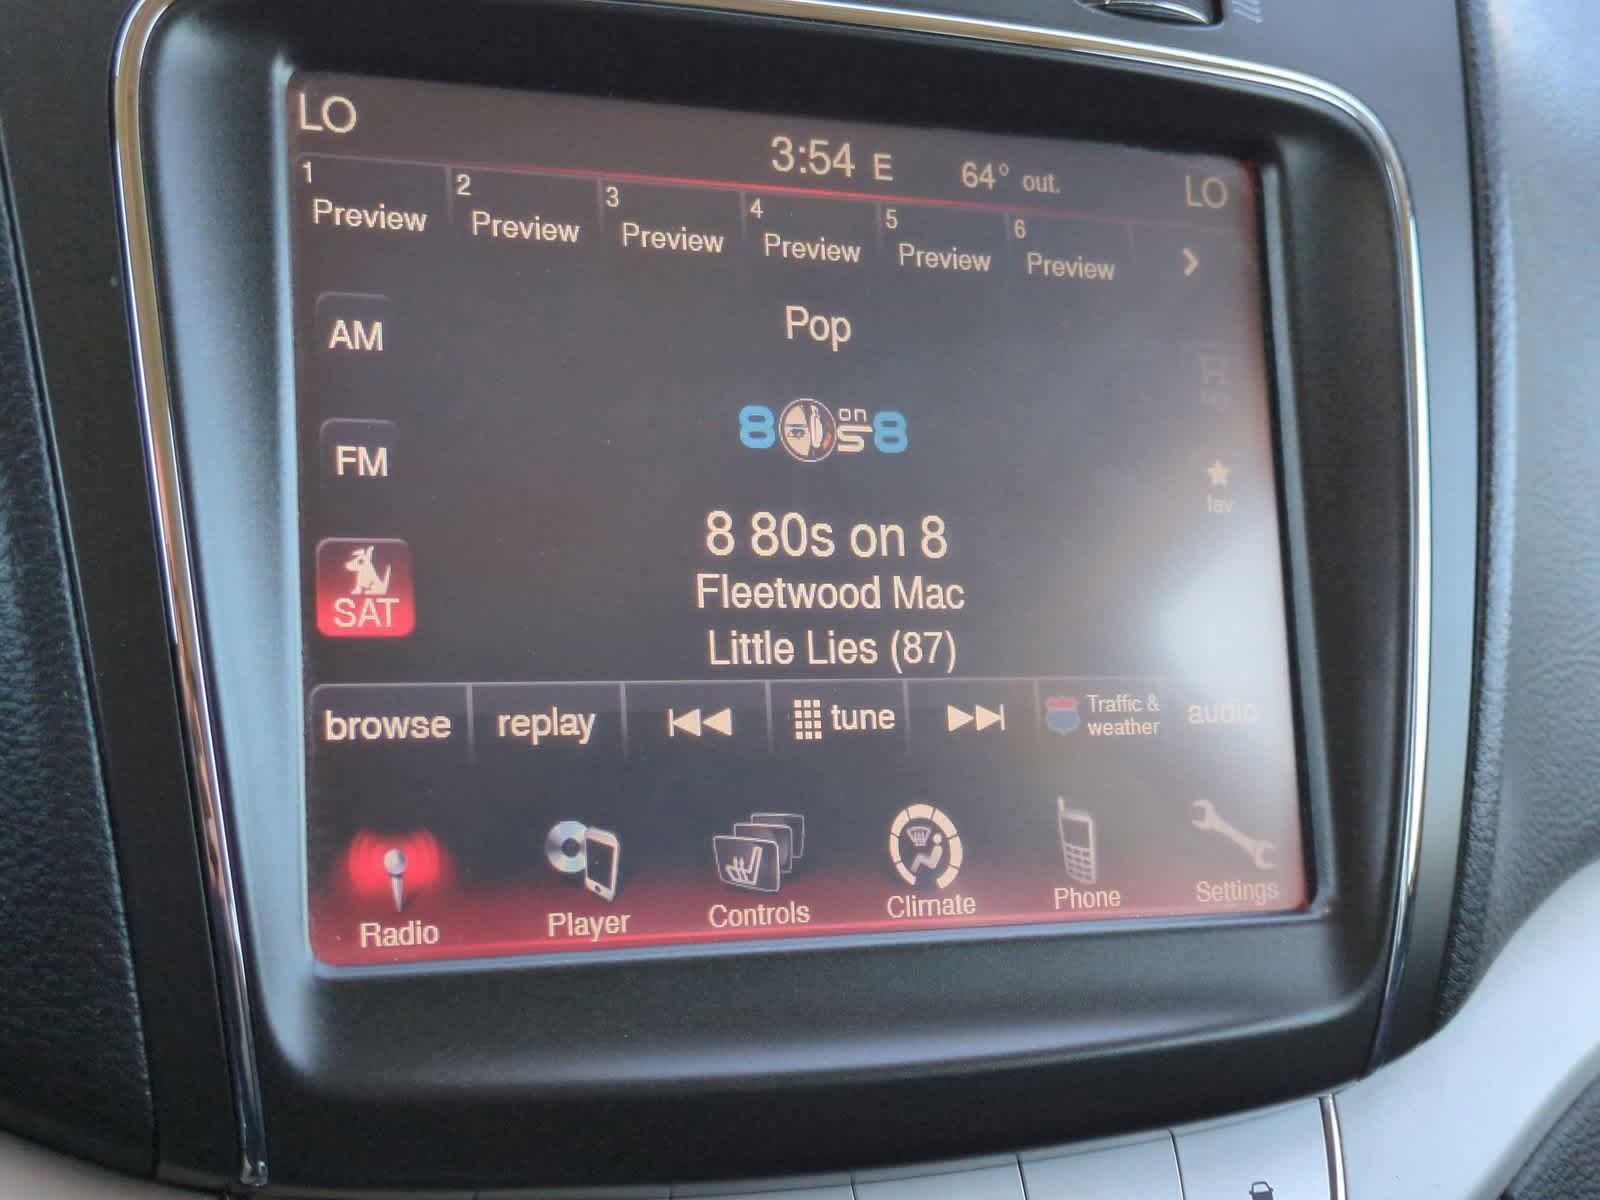 LO
3:54 E
64° out.
LO
1
Preview
2
Preview
3
Preview
4
Preview
5
Preview
6
Preview
AM
Pop
FM
8 on 8
fav
SAT
8 80s on 8
Fleetwood Mac
Little Lies (87)
browse
replay
tune
Traffic &
weather
audio
Radio
Player
Controls
Climate
Phone
Settings